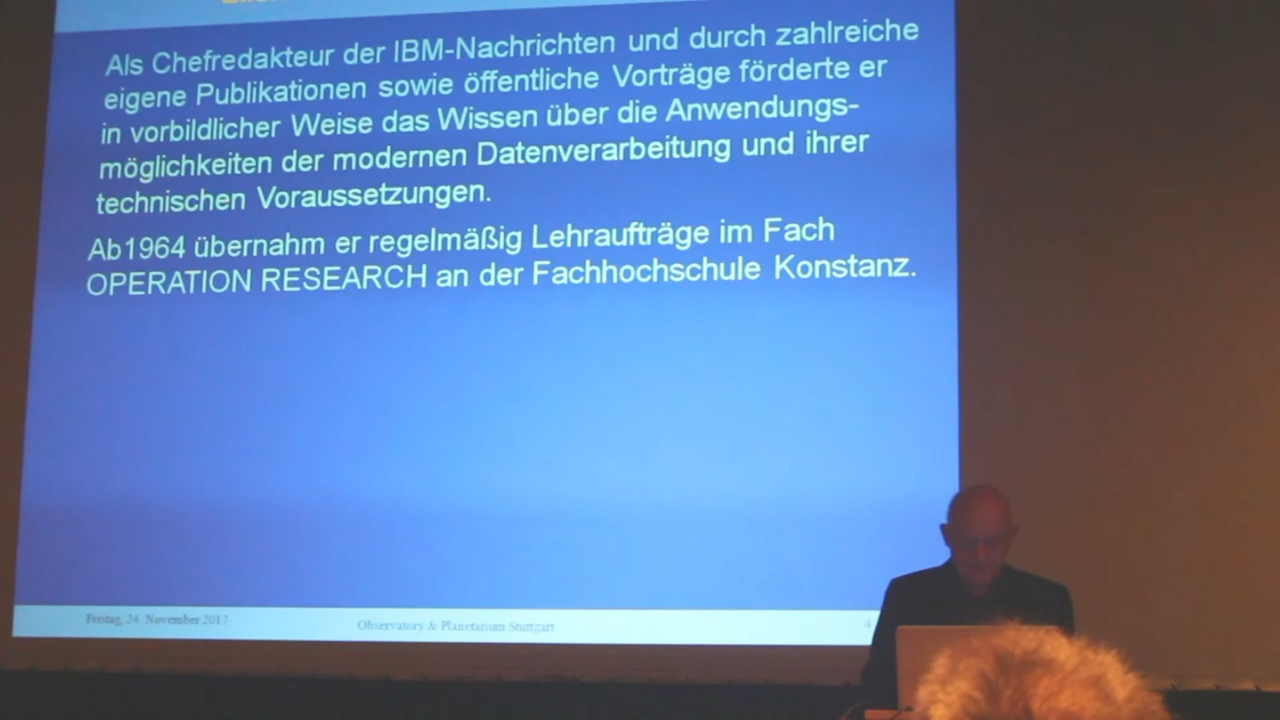 Als Chefredakteur der IBM-Nachrichten und durch zahlreiche
eigene Publikationen sowie öffentliche Vorträge förderte er
in vorbildlicher Weise das Wissen über die Anwendungs-
möglichkeiten der modernen Datenverarbeitung und ihrer
technischen Voraussetzungen.
Ab1964 übernahm er regelmäßig Lehraufträge im Fach
OPERATION RESEARCH an der Fachhochschule Konstanz.
Freitag, 24. November 2017
Observatory & Planetarium Stuttgart
4